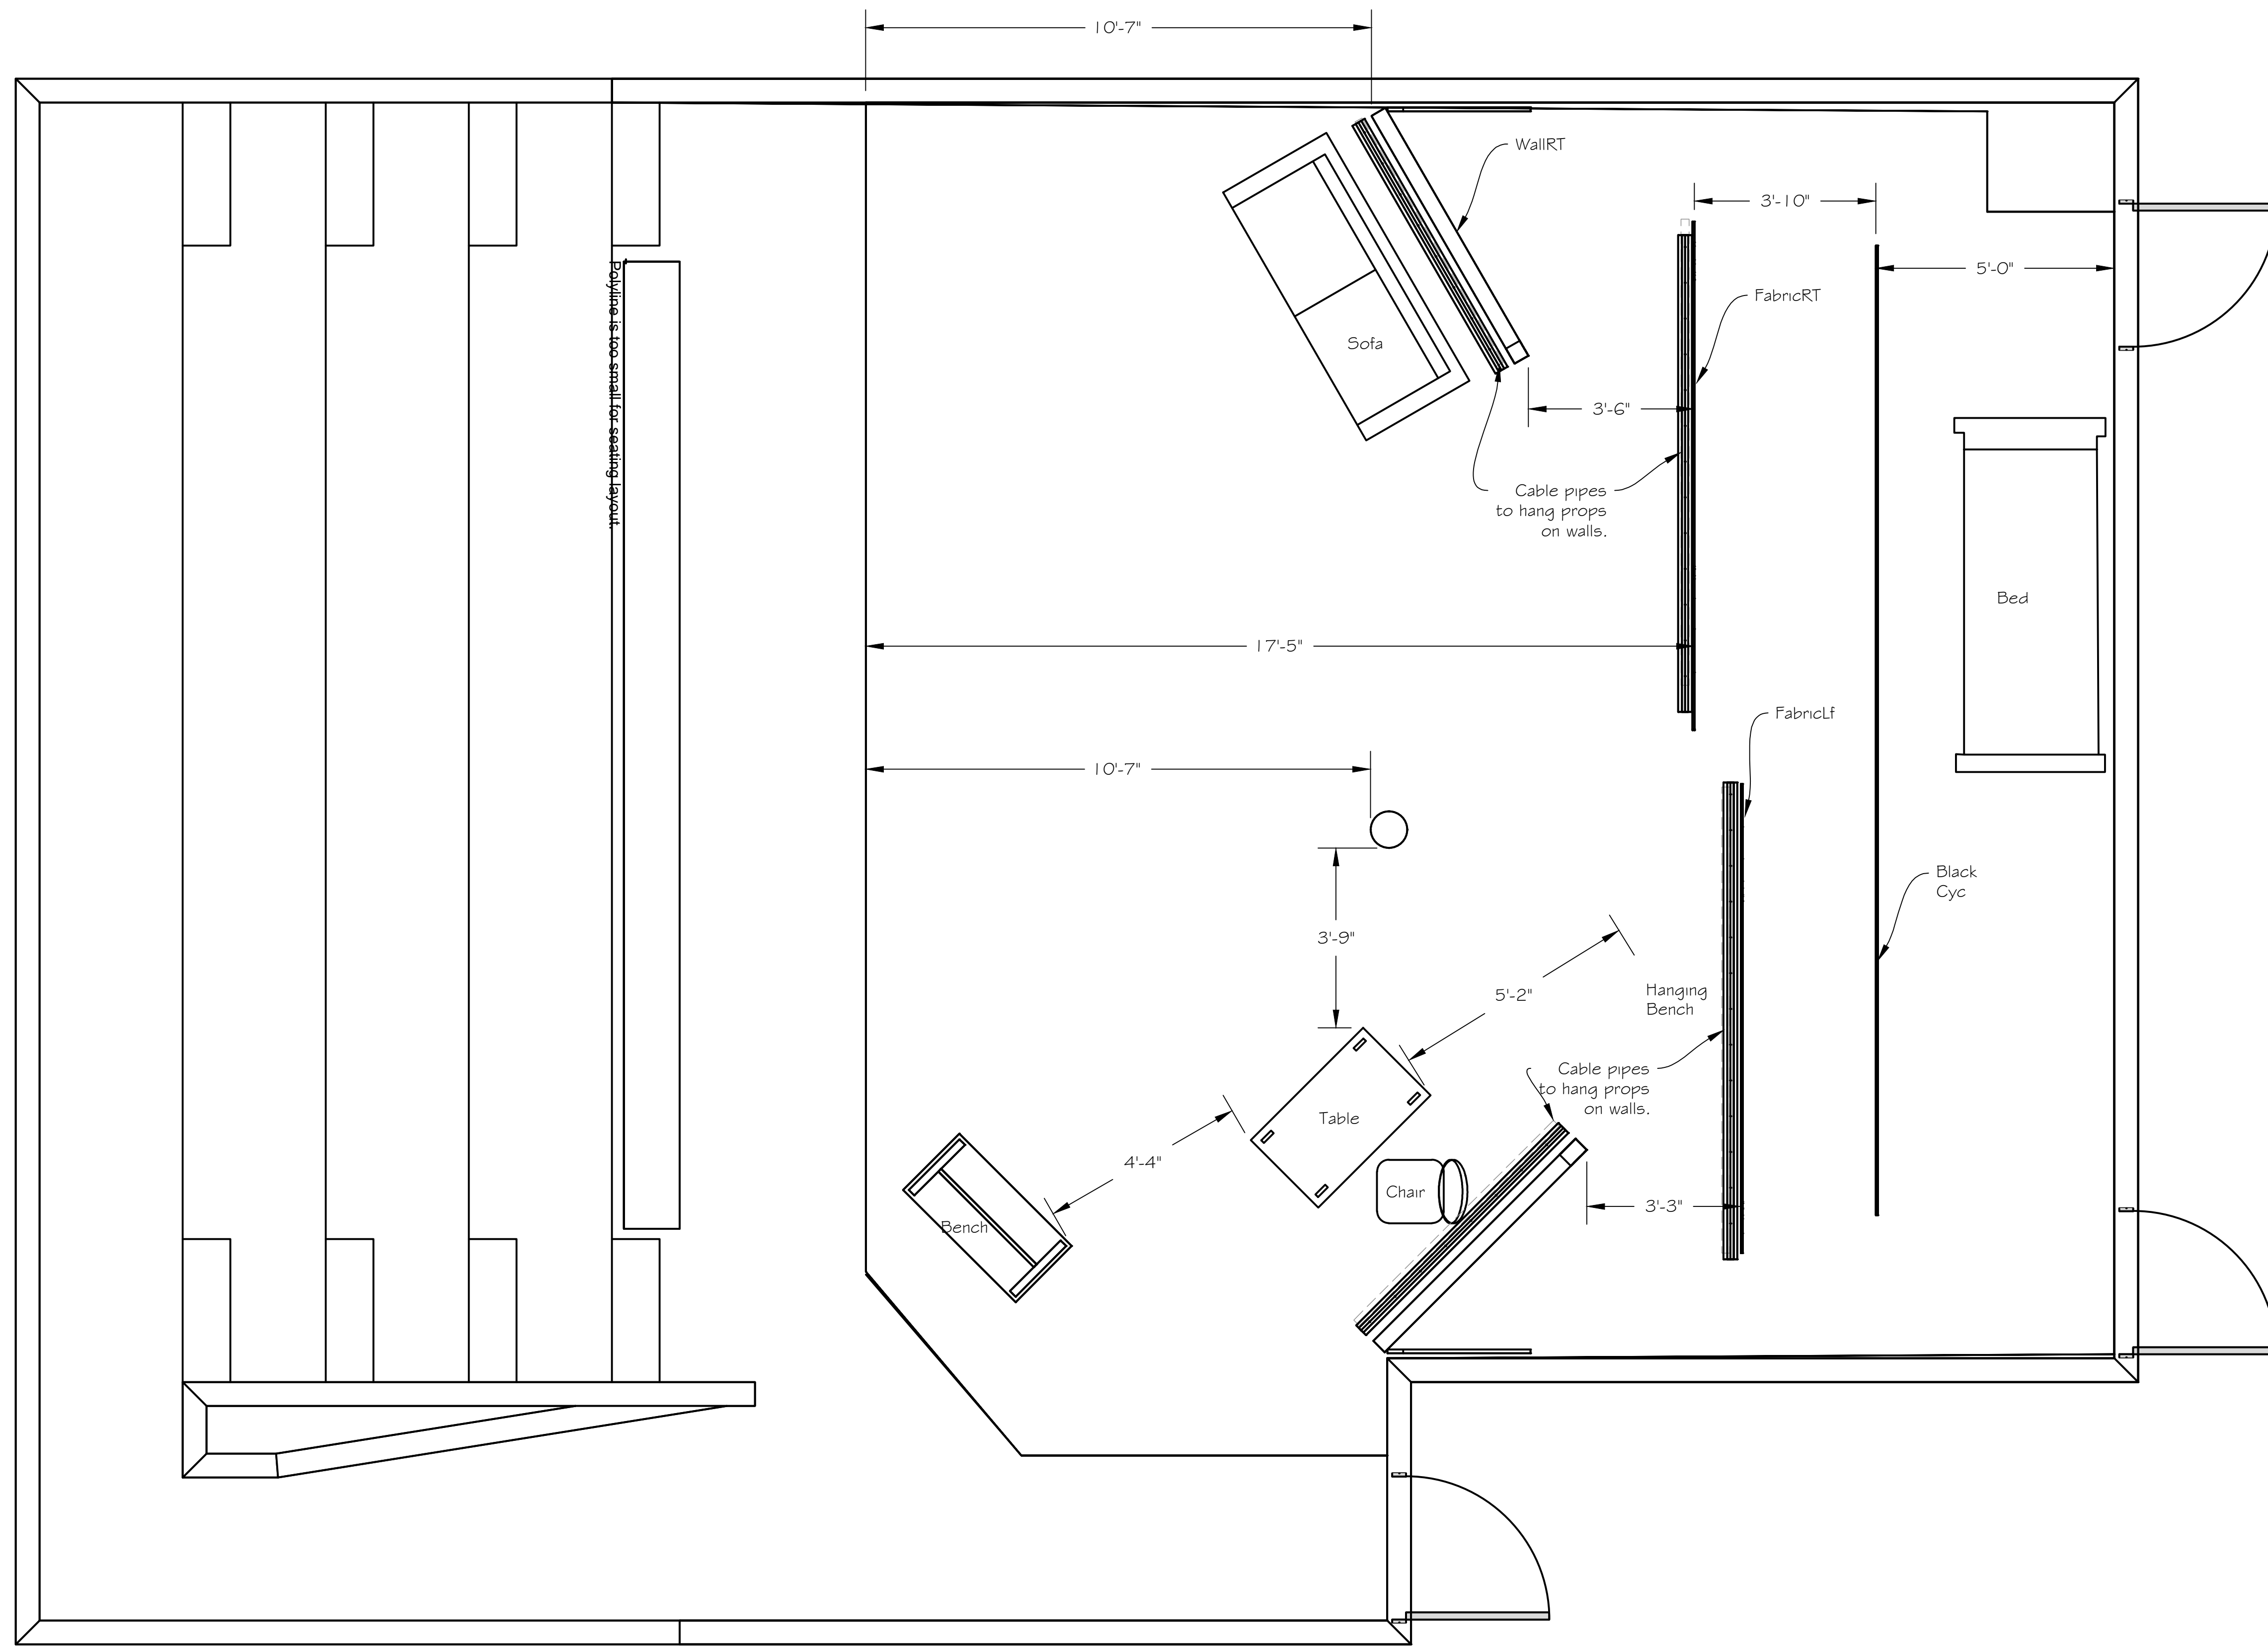 10'-7"
WallRT
3'-10"
5'-0"
FabricRT
Polyline is too small for seating layout.
Sofa
3'-6"
Cable pipes
to hang props
on walls.
Bed
17'-5"
FabricLf
10'-7"
Black
Cyc
3'-9"
5'-2"
Hanging
Bench
Cable pipes
to hang props
on walls.
Table
4'-4"
Chair
3'-3"
Bench